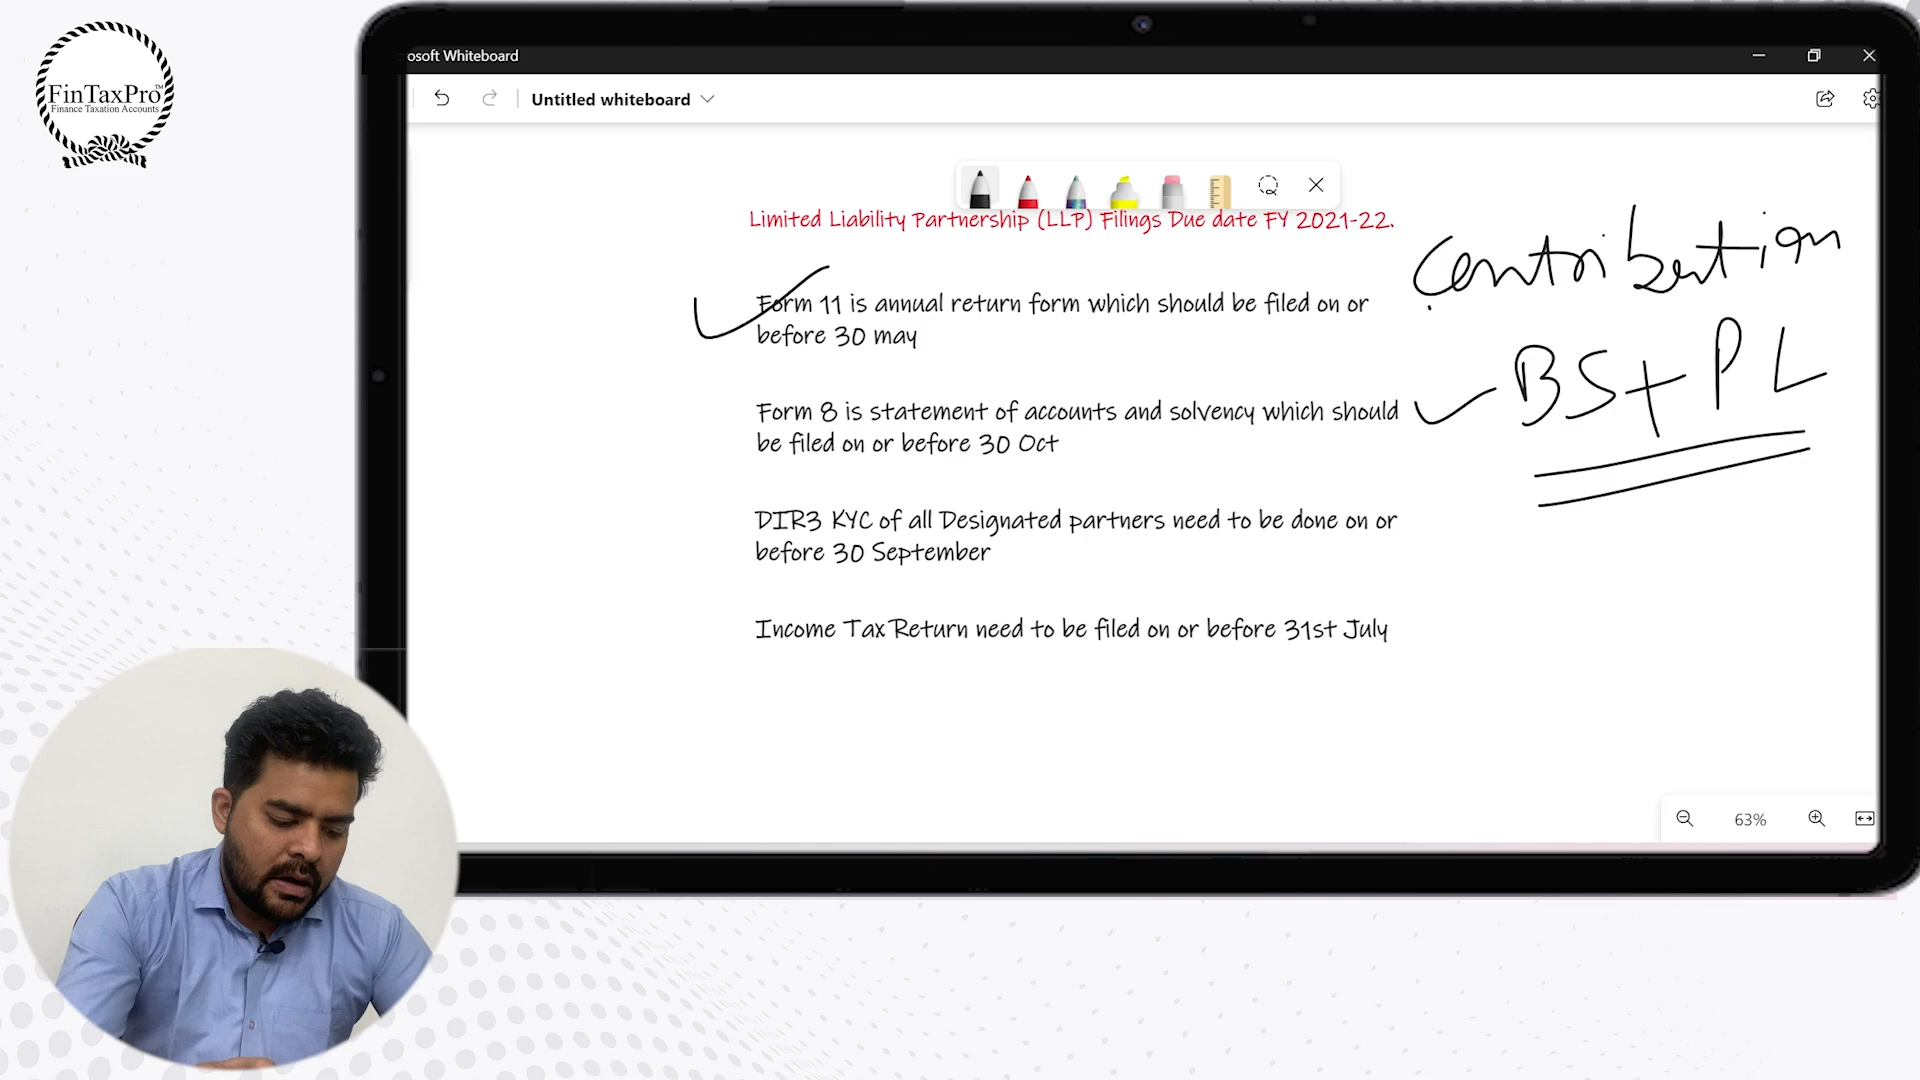 FinTaxPro™
Finance Taxation Accounts
osoft Whiteboard
Untitled whiteboard
Limited Liability Partnership (LLP) Filings Due date FY 2021-22.
Contribution
Form 11 is annual return form which should be filed on or
before 30 may
BS + PL
Form 8 is statement of accounts and solvency which should
be filed on or before 30 Oct
DIR3 KYC of all Designated partners need to be done on or
before 30 September
Income Tax Return need to be filed on or before 31st July
63%